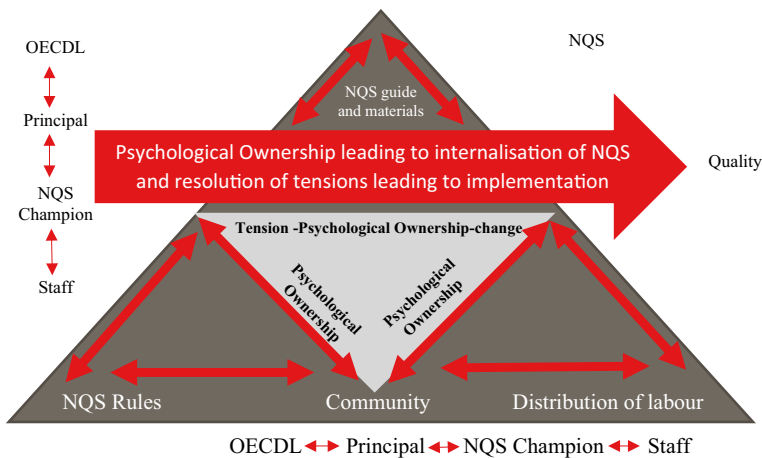 OECDL
NQS
NQS guide
and materials
Principal
Psychological Ownership leading to internalisation of NQS
and resolution of tensions leading to implementation
Quality
NQS
Champion
Tension -Psychological Ownership-change
Psychological
Ownership
Psychological
Ownership
Staff
NQS Rules
Community
Distribution of labour
OECDL Principal NQS Champion Staff